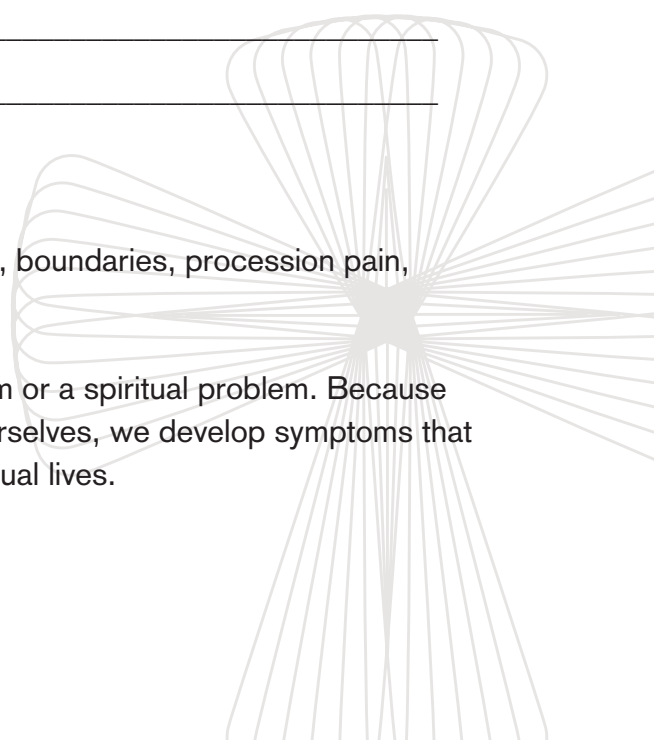 , boundaries, procession pain,
m or a spiritual problem. Because
rselves, we develop symptoms that
ual lives.